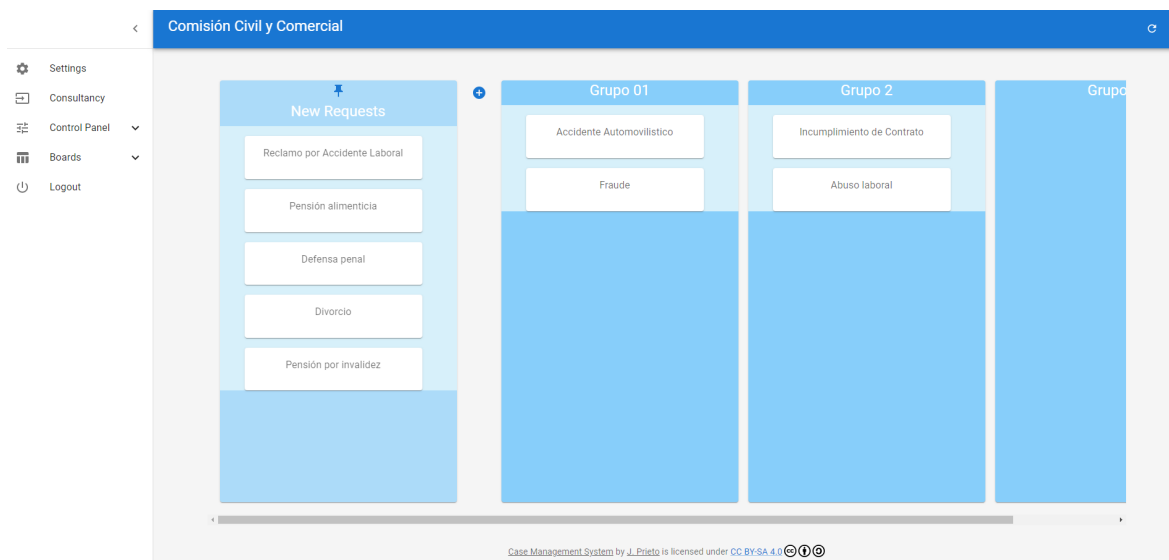 Comisión Civil y Comercial
Settings
Consultancy
Control Panel
Boards
Logout
New Requests
Reclamo por Accidente Laboral
Pensión alimenticia
Defensa penal
Divorcio
Pensión por invalidez
Grupo 01
Accidente Automovilistico
Fraude
Grupo 2
Incumplimiento de Contrato
Abuso laboral
Grupo
Case Management System by J. Prieto is licensed under CC BY-SA 4.0